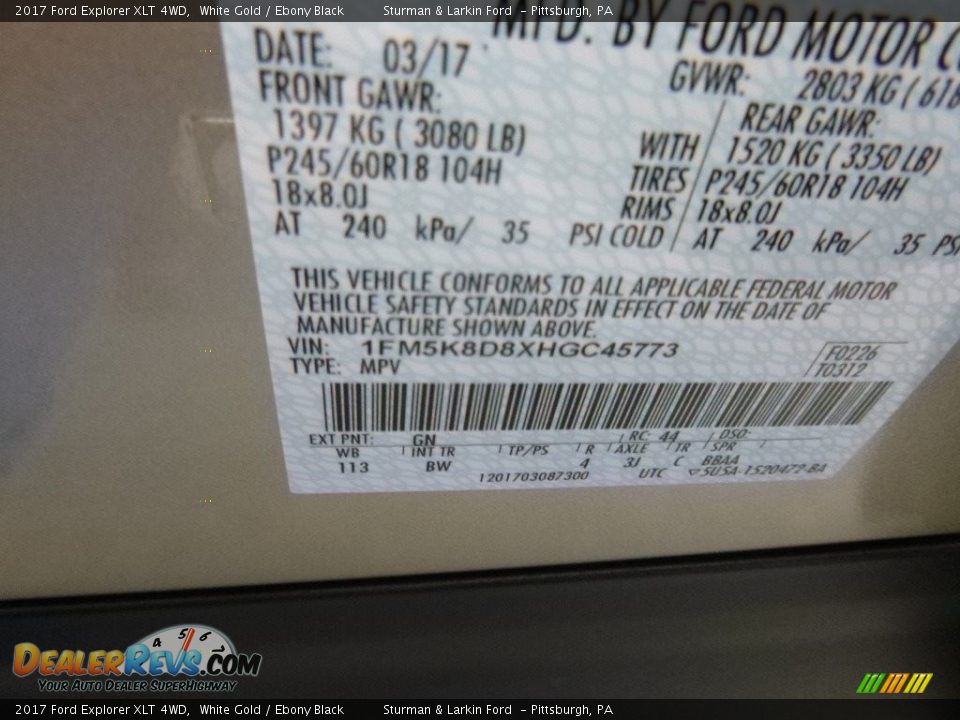 2017 Ford Explorer XLT 4WD, White Gold / Ebony Black Sturman & Larkin Ford - Pittsburgh, PA
MFD. BY FORD MOTOR
DATE: 03/17 GVWR: 2803 KG
FRONT GAWR: REAR GAWR:
1397 KG ( 3080 LB) WITH 1520 KG ( 3350 LB)
P245/60R18 104H TIRES P245/60R18 104H
18x8.0J RIMS 18x8.0J
AT 240 kPa/ 35 PSI COLD AT 240 kPa/ 35
THIS VEHICLE CONFORMS TO ALL APPLICABLE FEDERAL MOTOR
VEHICLE SAFETY STANDARDS IN EFFECT ON THE DATE OF
MANUFACTURE SHOWN ABOVE.
VIN: 1FM5K8D8XHGC45773 F0226
TYPE: MPV T0312
EXT PNT: GN RC: 44 DSO:
WB INT TR TP/PS R AXLE TR SPR
113 BW 4 3J C BBAA
1201703087300 UTC 5USA-1520472-BA
4 5 6
DealerRevs.com
Your Auto Dealer SuperHighway
2017 Ford Explorer XLT 4WD, White Gold / Ebony Black Sturman & Larkin Ford - Pittsburgh, PA